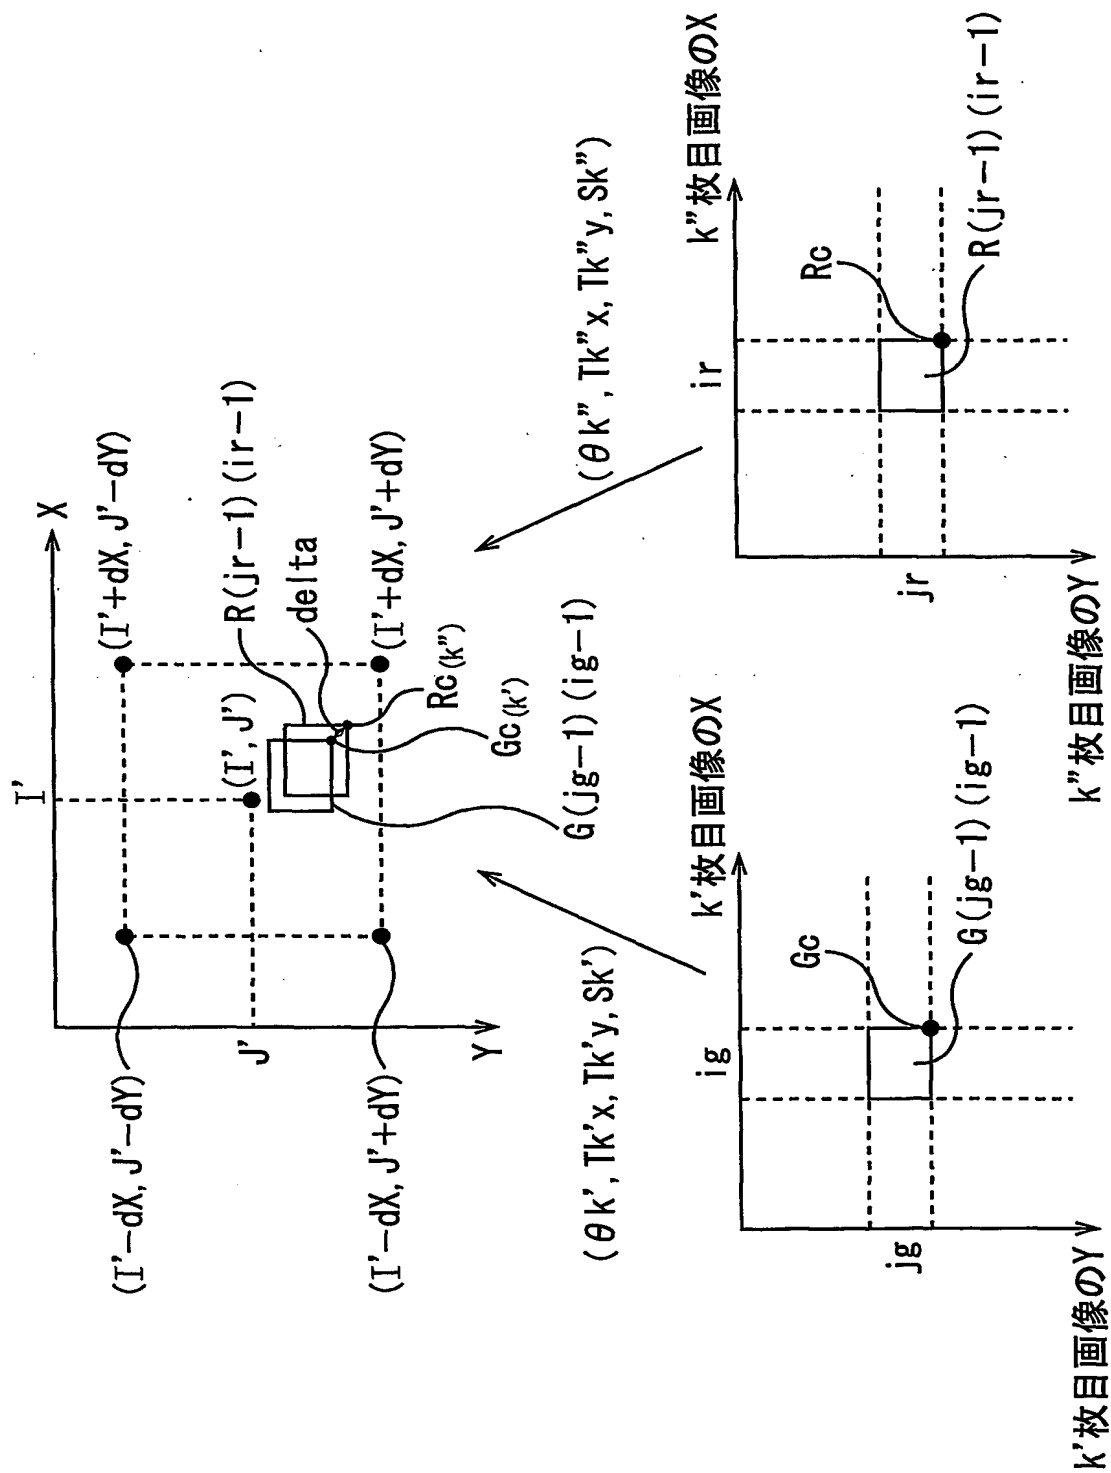 X
I'
(I'+dX, J'-dY)
(I', J')
R(jr-1)(ir-1)
delta
(I'+dX, J'+dY)
Rc(k")
Gc(k')
G(jg-1)(ig-1)
J'
Y
(I'-dX, J'-dY)
(I'-dX, J'+dY)
(θk', Tk'x, Tk'y, Sk')
(θk", Tk"x, Tk"y, Sk")
k'枚目画像のX
ig
Gc
G(jg-1)(ig-1)
jg
k'枚目画像のY
k"枚目画像のX
ir
Rc
R(jr-1)(ir-1)
jr
k"枚目画像のY